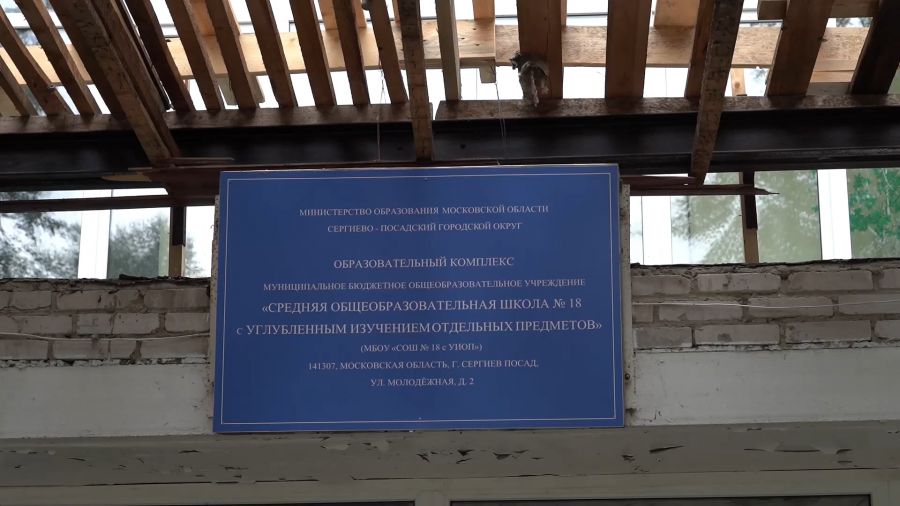 МИНИСТЕРСТВО ОБРАЗОВАНИЯ МОСКОВСКОЙ ОБЛАСТИ
СЕРГИЕВО - ПОСАДСКИЙ ГОРОДСКОЙ ОКРУГ
ОБРАЗОВАТЕЛЬНЫЙ КОМПЛЕКС
МУНИЦИПАЛЬНОЕ БЮДЖЕТНОЕ ОБЩЕОБРАЗОВАТЕЛЬНОЕ УЧРЕЖДЕНИЕ
«СРЕДНЯЯ ОБЩЕОБРАЗОВАТЕЛЬНАЯ ШКОЛА № 18
с УГЛУБЛЕННЫМ ИЗУЧЕНИЕМ ОТДЕЛЬНЫХ ПРЕДМЕТОВ»
(МБОУ «СОШ № 18 с УИОП»)
141307, МОСКОВСКАЯ ОБЛАСТЬ, Г. СЕРГИЕВ ПОСАД,
УЛ. МОЛОДЁЖНАЯ, Д. 2